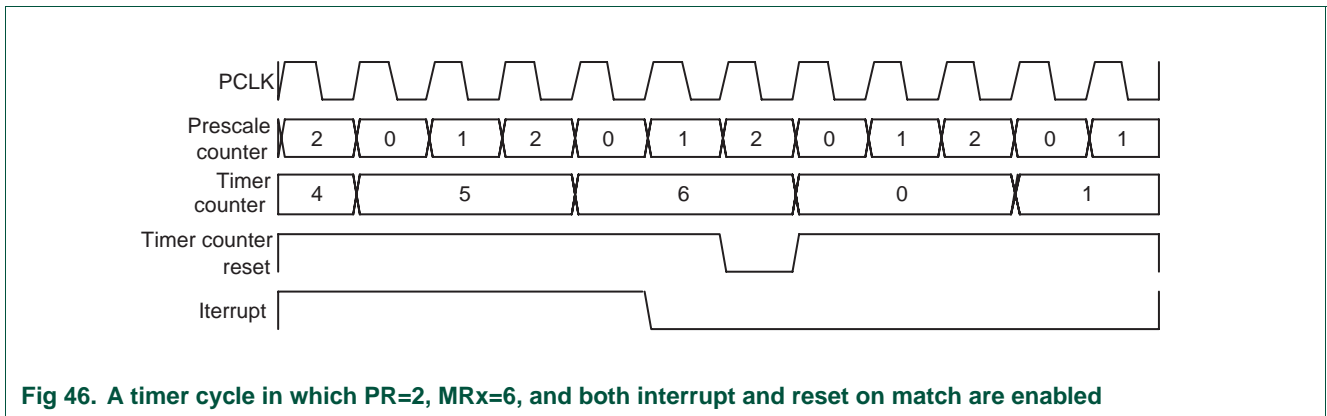 PCLK
Prescale
counter
2 0 1 2 0 1 2 0 1 2 0 1
Timer
counter
4 5 6 0 1
Timer counter
reset
Iterrupt
Fig 46. A timer cycle in which PR=2, MRx=6, and both interrupt and reset on match are enabled